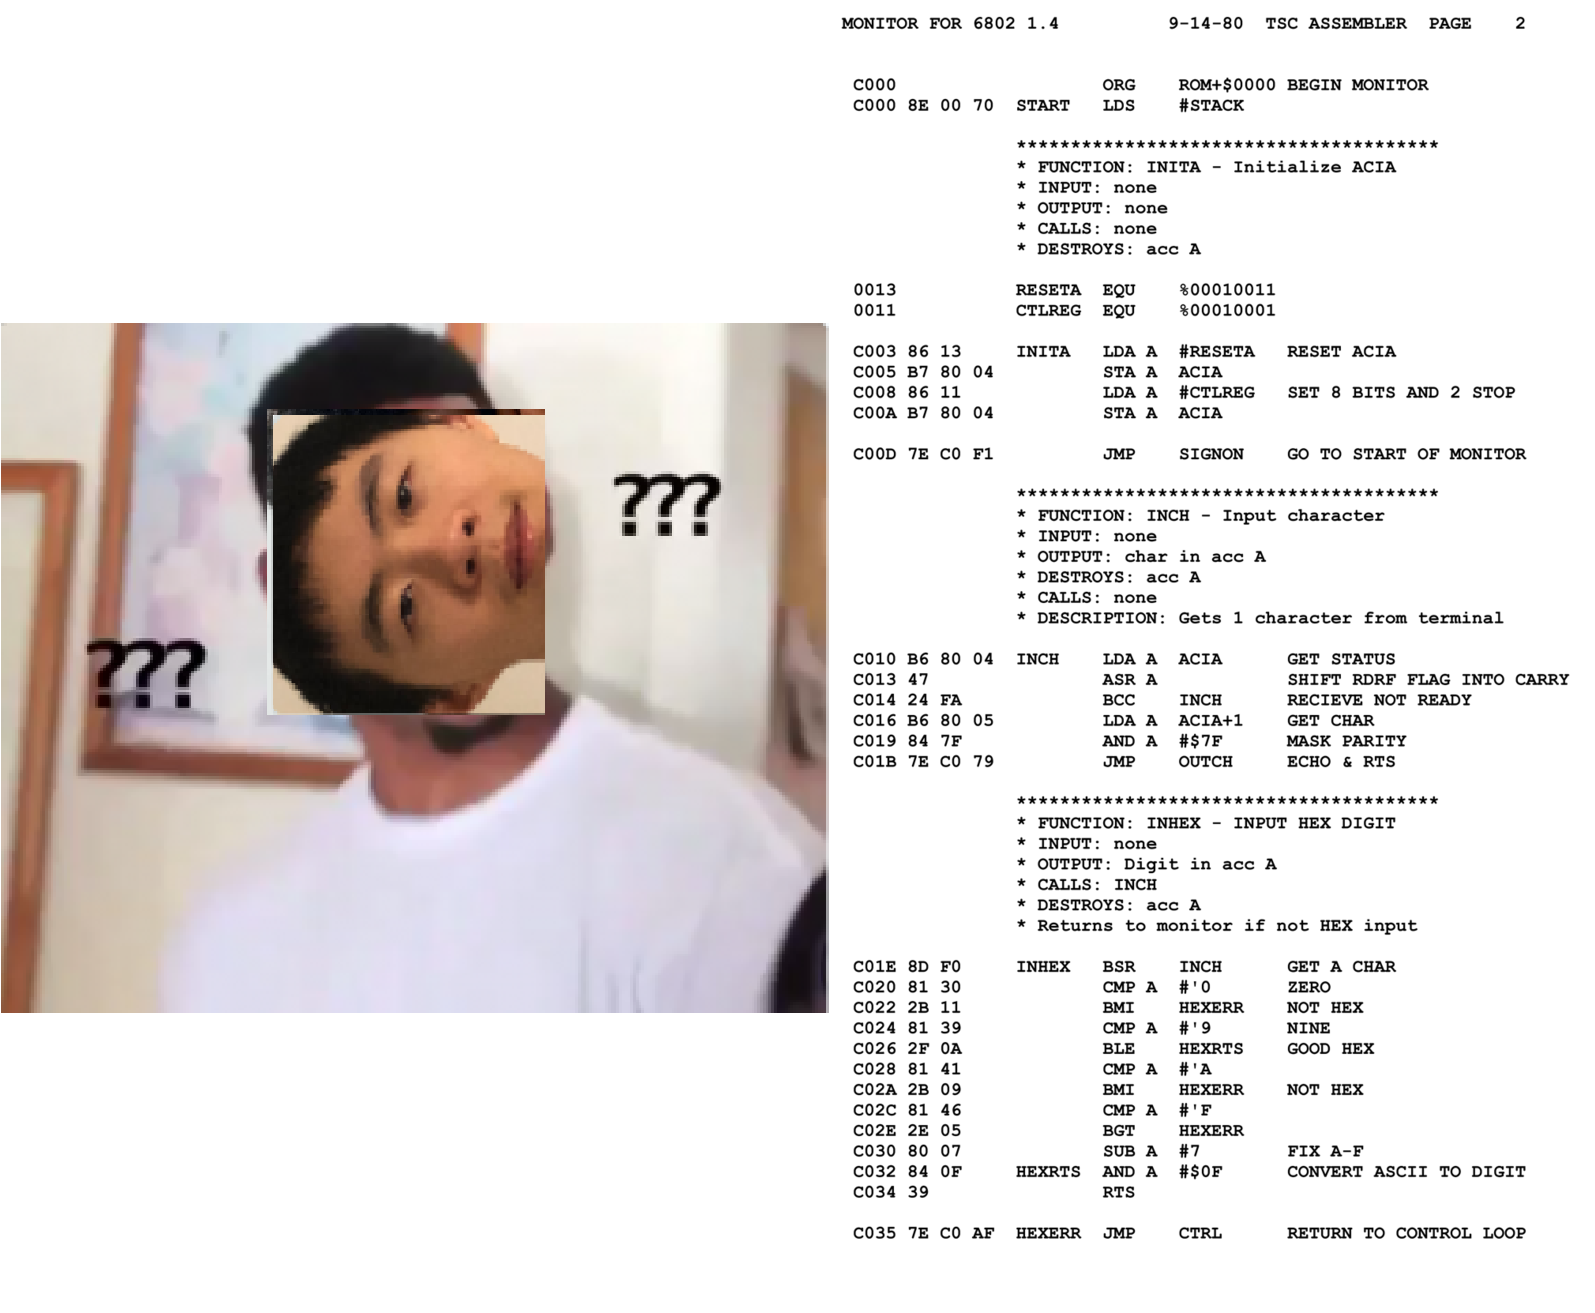 ???
???
MONITOR FOR 6802 1.4 9-14-80 TSC ASSEMBLER PAGE 2
C000 ORG ROM+$0000 BEGIN MONITOR
C000 8E 00 70 START LDS #STACK
***************************************
* FUNCTION: INITA - Initialize ACIA
* INPUT: none
* OUTPUT: none
* CALLS: none
* DESTROYS: acc A
0013 RESETA EQU %00010011
0011 CTLREG EQU %00010001
C003 86 13 INITA LDA A #RESETA RESET ACIA
C005 B7 80 04 STA A ACIA
C008 86 11 LDA A #CTLREG SET 8 BITS AND 2 STOP
C00A B7 80 04 STA A ACIA
C00D 7E C0 F1 JMP SIGNON GO TO START OF MONITOR
***************************************
* FUNCTION: INCH - Input character
* INPUT: none
* OUTPUT: char in acc A
* DESTROYS: acc A
* CALLS: none
* DESCRIPTION: Gets 1 character from terminal
C010 B6 80 04 INCH LDA A ACIA GET STATUS
C013 47 ASR A SHIFT RDRF FLAG INTO CARRY
C014 24 FA BCC INCH RECIEVE NOT READY
C016 B6 80 05 LDA A ACIA+1 GET CHAR
C019 84 7F AND A #$7F MASK PARITY
C01B 7E C0 79 JMP OUTCH ECHO & RTS
***************************************
* FUNCTION: INHEX - INPUT HEX DIGIT
* INPUT: none
* OUTPUT: Digit in acc A
* CALLS: INCH
* DESTROYS: acc A
* Returns to monitor if not HEX input
C01E 8D F0 INHEX BSR INCH GET A CHAR
C020 81 30 CMP A #'0 ZERO
C022 2B 11 BMI HEXERR NOT HEX
C024 81 39 CMP A #'9 NINE
C026 2F 0A BLE HEXRTS GOOD HEX
C028 81 41 CMP A #'A
C02A 2B 09 BMI HEXERR NOT HEX
C02C 81 46 CMP A #'F
C02E 2E 05 BGT HEXERR
C030 80 07 SUB A #7 FIX A-F
C032 84 0F HEXRTS AND A #$0F CONVERT ASCII TO DIGIT
C034 39 RTS
C035 7E C0 AF HEXERR JMP CTRL RETURN TO CONTROL LOOP